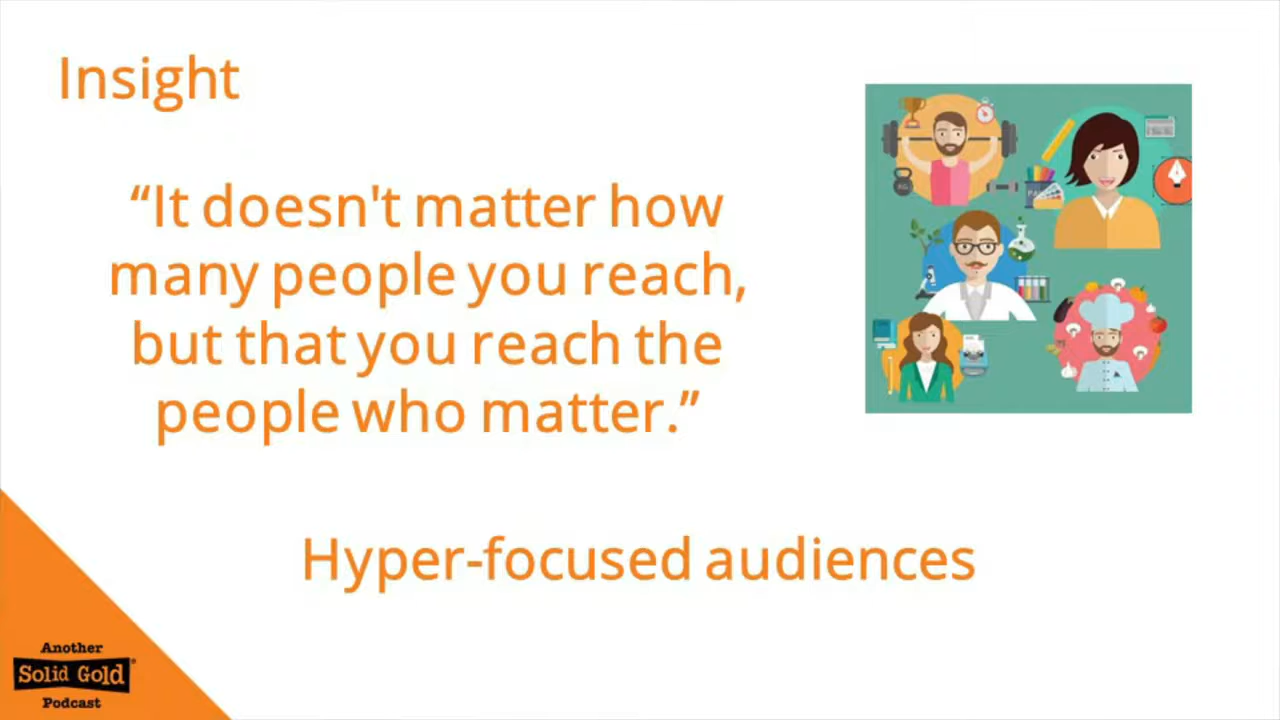 Insight
“It doesn't matter how
many people you reach,
but that you reach the
people who matter.”
Hyper-focused audiences
Another
Solid Gold®
Podcast
KG